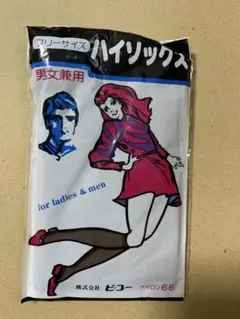 フリーサイズ
ハイソックス
男女兼用
for ladies & men
株式会社 ピコー
ナイロン66